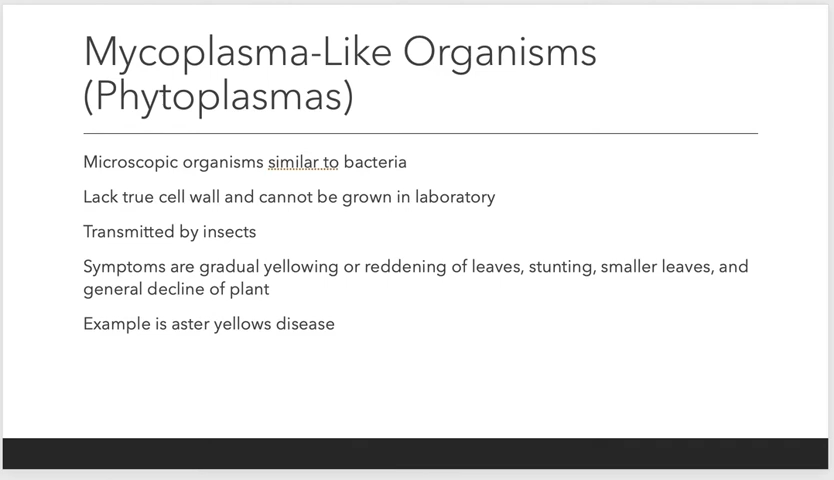 Mycoplasma-Like Organisms
(Phytoplasmas)
Microscopic organisms similar to bacteria
Lack true cell wall and cannot be grown in laboratory
Transmitted by insects
Symptoms are gradual yellowing or reddening of leaves, stunting, smaller leaves, and
general decline of plant
Example is aster yellows disease